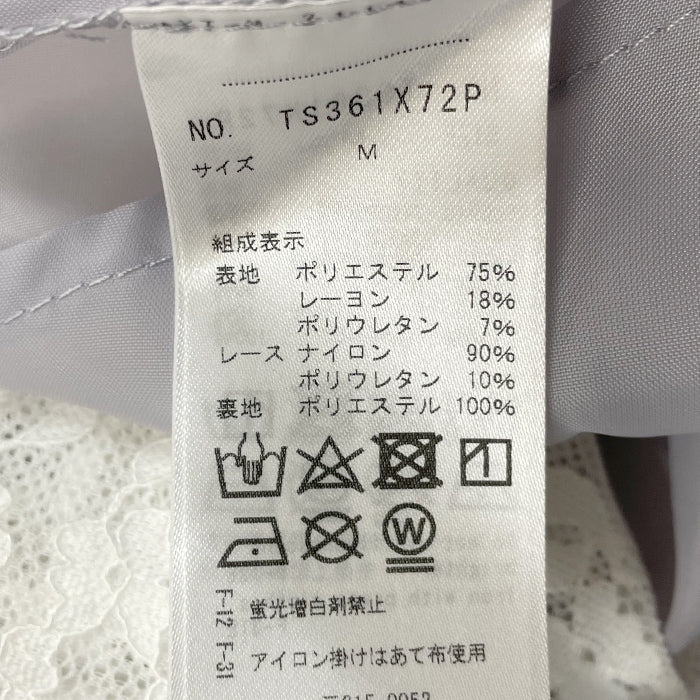 NO. TS361X72P
サイズ M
組成表示
表地 ポリエステル 75%
レーヨン 18%
ポリウレタン 7%
レース ナイロン 90%
ポリウレタン 10%
裏地 ポリエステル 100%
W
F-12 蛍光増白剤禁止
F-31 アイロン掛けはあて布使用